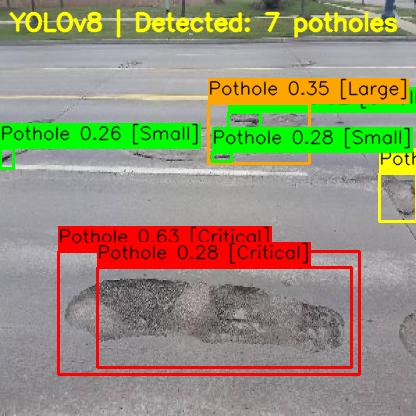 YOLOv8 | Detected: 7 potholes
Pothole 0.35 [Large]
Pothole 0.26 [Small]
Pothole 0.28 [Small]
Poth
Pothole 0.63 [Critical]
Pothole 0.28 [Critical]